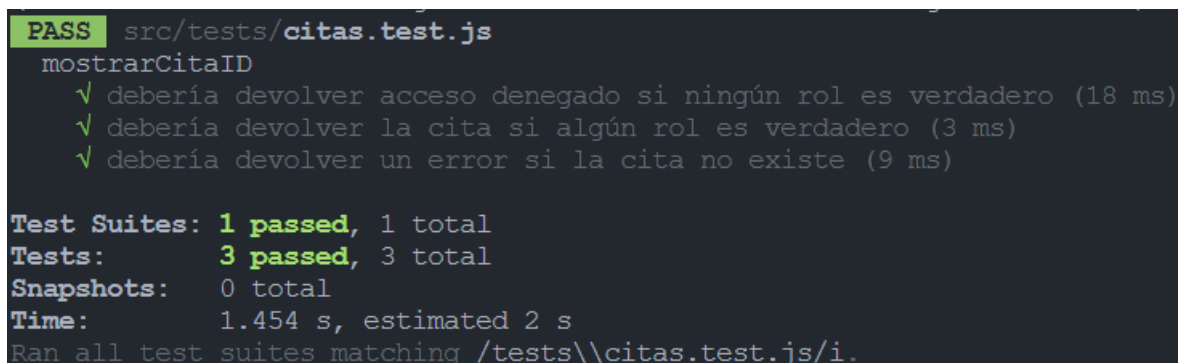 PASS src/tests/citas.test.js
mostrarCitaID
√ debería devolver acceso denegado si ningún rol es verdadero (18 ms)
√ debería devolver la cita si algún rol es verdadero (3 ms)
√ debería devolver un error si la cita no existe (9 ms)
Test Suites: 1 passed, 1 total
Tests: 3 passed, 3 total
Snapshots: 0 total
Time: 1.454 s, estimated 2 s
Ran all test suites matching /tests\\citas.test.js/i.